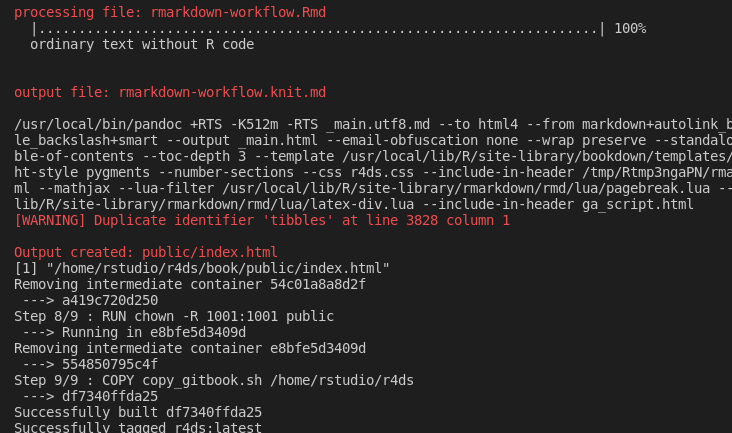 processing file: rmarkdown-workflow.Rmd
|......................................................................| 100%
ordinary text without R code
output file: rmarkdown-workflow.knit.md
/usr/local/bin/pandoc +RTS -K512m -RTS _main.utf8.md --to html4 --from markdown+autolink_b
le_backslash+smart --output _main.html --email-obfuscation none --wrap preserve --standalo
ble-of-contents --toc-depth 3 --template /usr/local/lib/R/site-library/bookdown/templates/
ht-style pygments --number-sections --css r4ds.css --include-in-header /tmp/Rtmp3ngaPN/rma
ml --mathjax --lua-filter /usr/local/lib/R/site-library/rmarkdown/rmd/lua/pagebreak.lua --
lib/R/site-library/rmarkdown/rmd/lua/latex-div.lua --include-in-header ga_script.html
[WARNING] Duplicate identifier 'tibbles' at line 3828 column 1
Output created: public/index.html
[1] "/home/rstudio/r4ds/book/public/index.html"
Removing intermediate container 54c01a8a8d2f
---> a419c720d250
Step 8/9 : RUN chown -R 1001:1001 public
---> Running in e8bfe5d3409d
Removing intermediate container e8bfe5d3409d
---> 554850795c4f
Step 9/9 : COPY copy_gitbook.sh /home/rstudio/r4ds
---> df7340ffda25
Successfully built df7340ffda25
Successfully tagged r4ds:latest